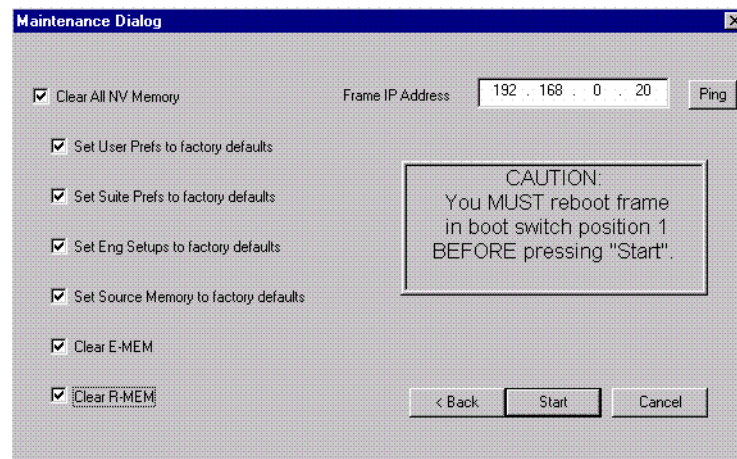 Maintenance Dialog
Clear All NV Memory
Frame IP Address
192 . 168 . 0 . 20
Ping
Set User Prefs to factory defaults
Set Suite Prefs to factory defaults
Set Eng Setups to factory defaults
Set Source Memory to factory defaults
Clear E-MEM
Clear R-MEM
CAUTION:
You MUST reboot frame
in boot switch position 1
BEFORE pressing "Start".
< Back
Start
Cancel